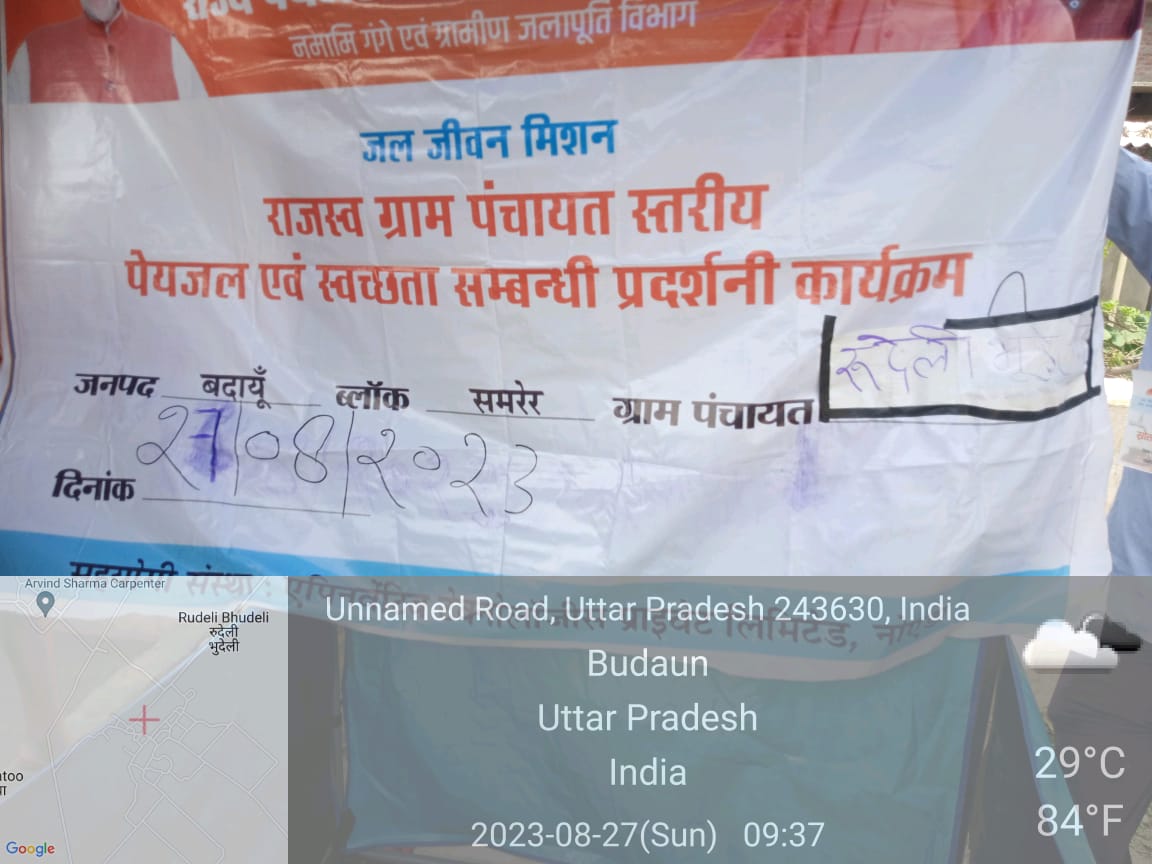 नमामि गंगे एवं ग्रामीण जलापूर्ति विभाग
जल जीवन मिशन
राजस्व ग्राम पंचायत स्तरीय
पेयजल एवं स्वच्छता सम्बन्धी प्रदर्शनी कार्यक्रम
जनपद बदायूँ ब्लॉक समरेर ग्राम पंचायत रूदेली
दिनांक 27/08/2023
सहयोगी संस्था : प्राइवेट लिमिटेड,
Arvind Sharma Carpenter
Rudeli Bhudeli
रुदेली
भुदेली
Google
Unnamed Road, Uttar Pradesh 243630, India
Budaun
Uttar Pradesh
India
2023-08-27(Sun) 09:37
29°C
84°F